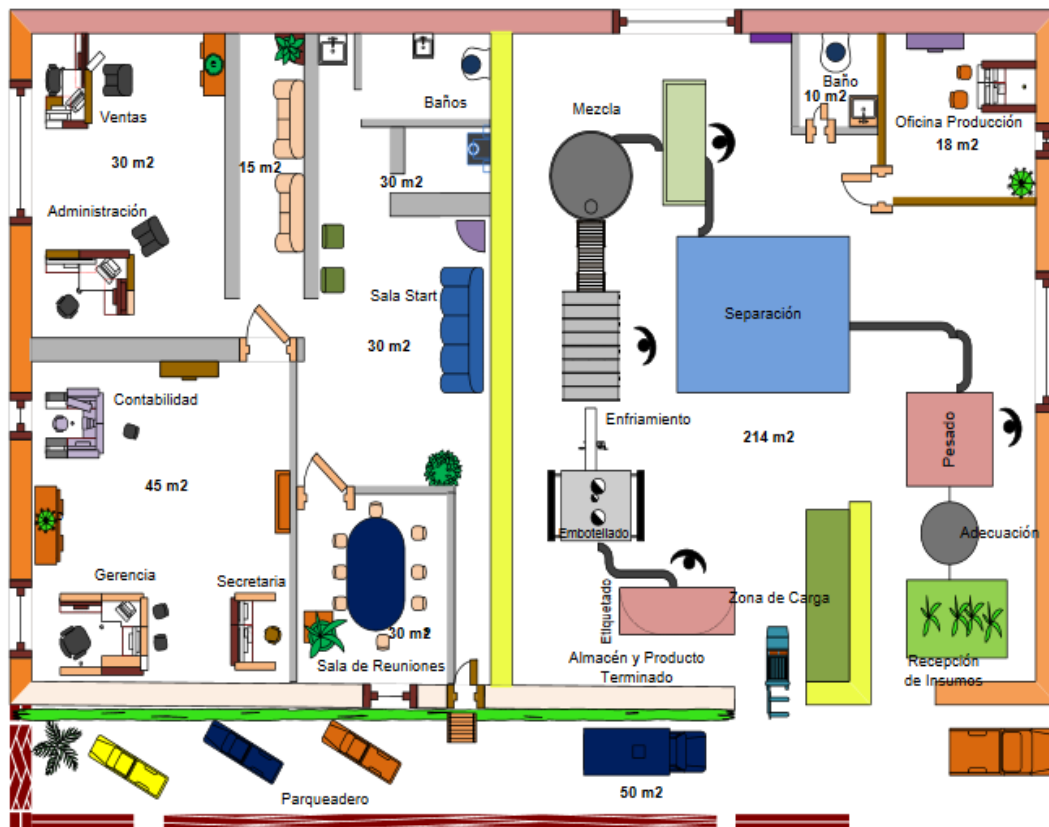 Ventas
30 m2
Administración
15 m2
Baños
30 m2
Sala Start
30 m2
Contabilidad
45 m2
Gerencia
Secretaria
30 m2
Sala de Reuniones
Mezcla
Baño
10 m2
Oficina Producción
18 m2
Separación
Enfriamiento
214 m2
Pesado
Embotellado
Adecuación
Etiquetado
Zona de Carga
Almacén y Producto
Terminado
Recepción
de Insumos
Parqueadero
50 m2